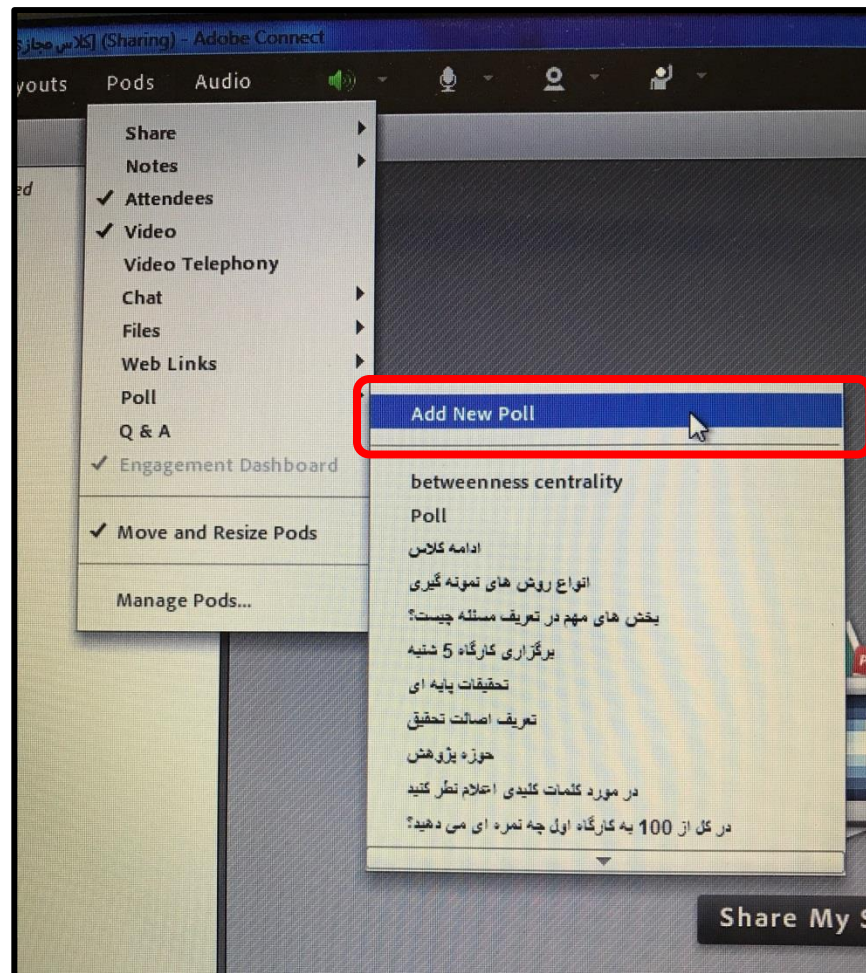 [کلاس مجازی (Sharing) - Adobe Connect
youts Pods Audio
ed
Share
Notes
Attendees
Video
Video Telephony
Chat
Files
Web Links
Poll
Q & A
Engagement Dashboard
Move and Resize Pods
Manage Pods...
Add New Poll
betweenness centrality
Poll
ادامه کلاس
انواع روش های نمونه گیری
بخش های مهم در تعریف مسئله چیست؟
برگزاری کارگاه 5 شنبه
تحقیقات پایه ای
تعریف اصالت تحقیق
حوزه پژوهش
در مورد کلمات کلیدی اعلام نظر کنید
در کل از 100 به کارگاه اول چه نمره ای می دهید؟
Share My S